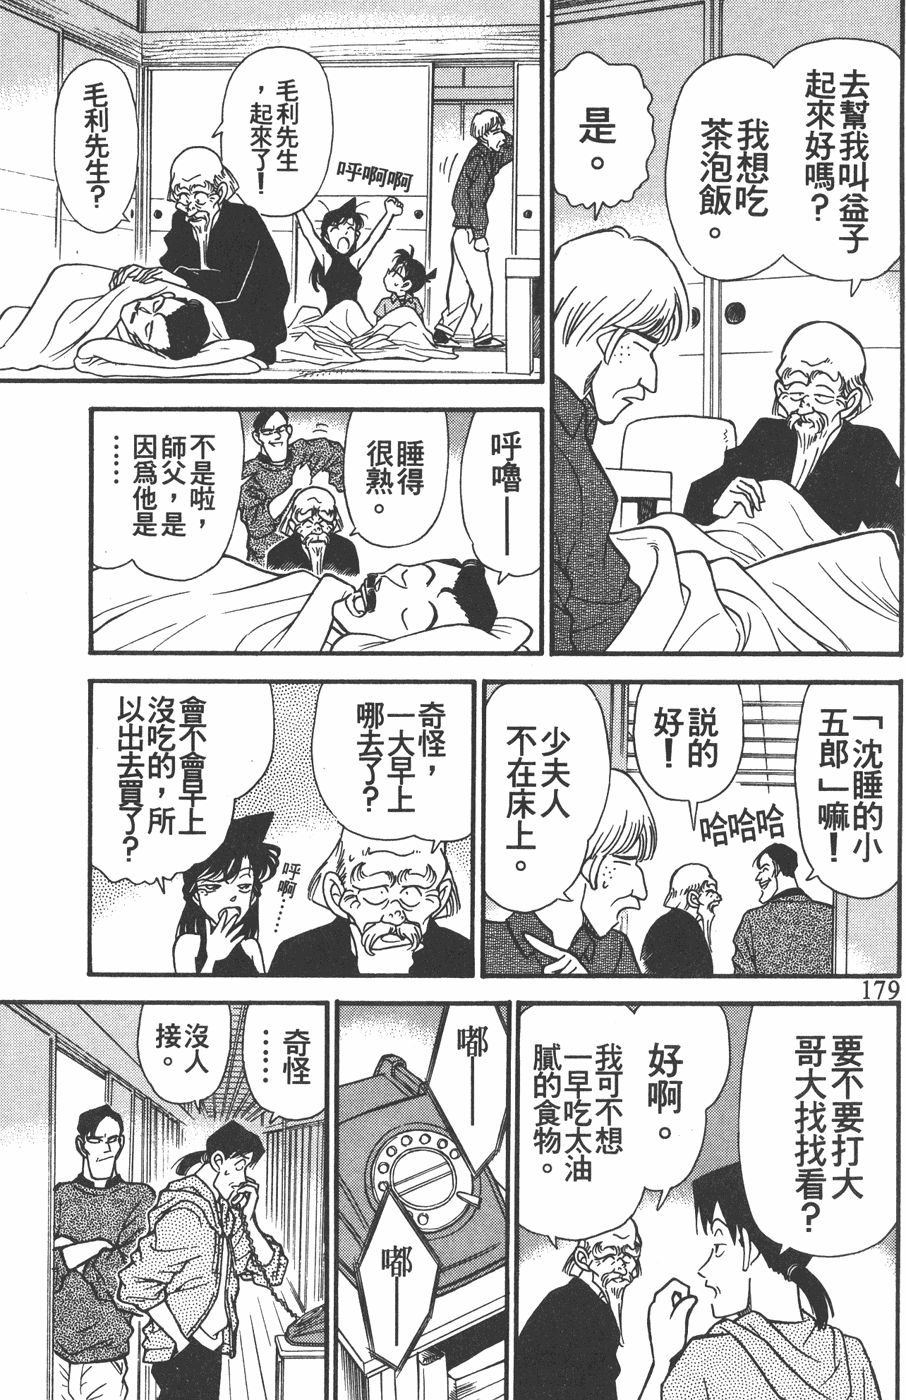 去幫我叫益子
起來好嗎？
我想吃
茶泡飯。
是。
毛利先生
，起來了！
呼啊啊
毛利先生？
呼嚕——
睡得
很熟。
不是啦，
師父，是
因為他是
……
「沈睡的小
五郎」嘛！
說的
好！
哈哈哈
少夫人
不在床上。
奇怪，
一大早上
哪去了？
呼啊……
會不會早上
沒吃的，所
以出去買了？
179
要不要打大
哥大找找看？
好啊。
我可不想
一早吃太油
膩的食物。
嘟——
嘟——
奇怪
……
沒人
接。